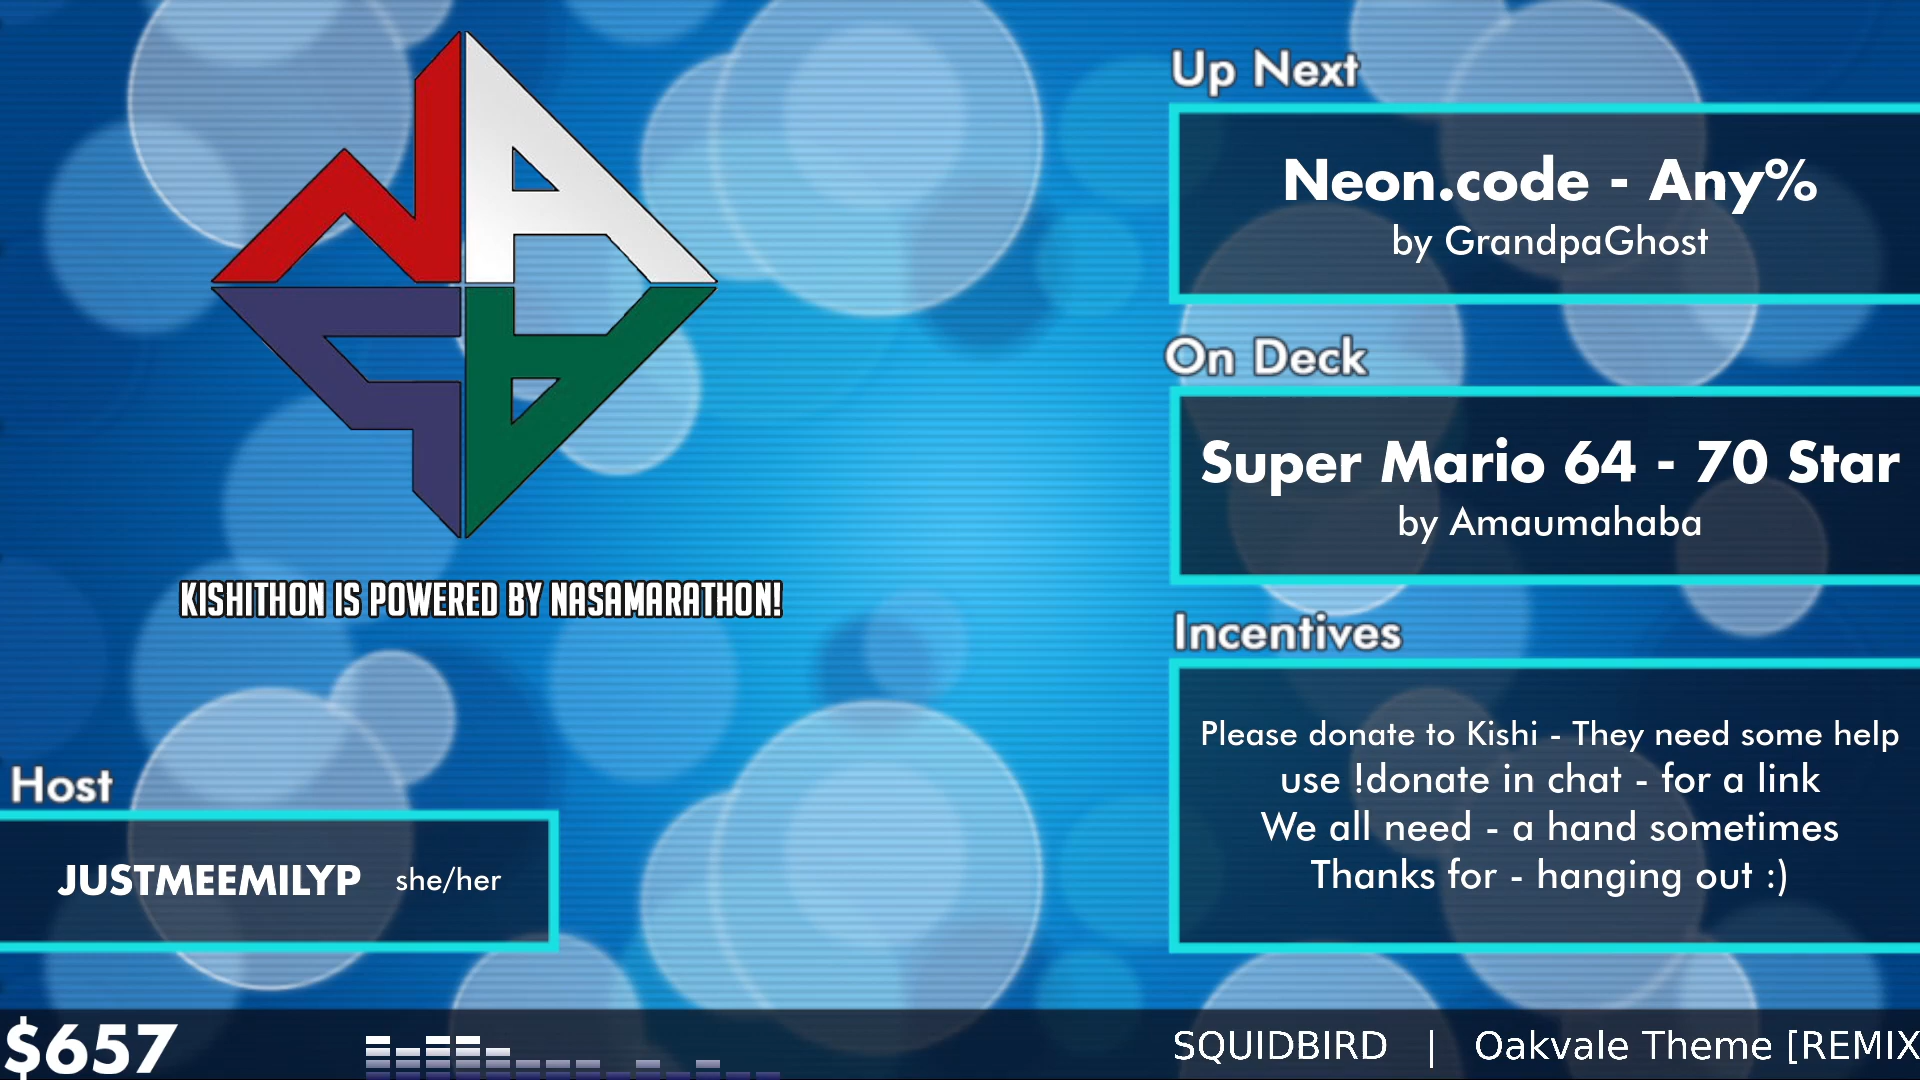 Up Next
Neon.code - Any%
by GrandpaGhost
On Deck
Super Mario 64 - 70 Star
by Amaumahaba
KISHITHON IS POWERED BY NASAMARATHON!
Incentives
Please donate to Kishi - They need some help
use !donate in chat - for a link
We all need - a hand sometimes
Thanks for - hanging out :)
Host
JUSTMEEMILYP she/her
$657
SQUIDBIRD | Oakvale Theme [REMIX